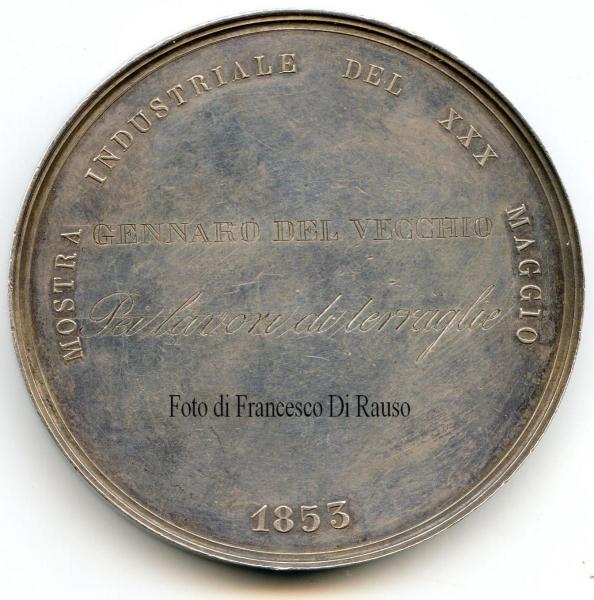 MOSTRA INDUSTRIALE DEL XXX MAGGIO
GENNARO DEL VECCHIO
Pei lavori di terraglie
Foto di Francesco Di Rauso
1853